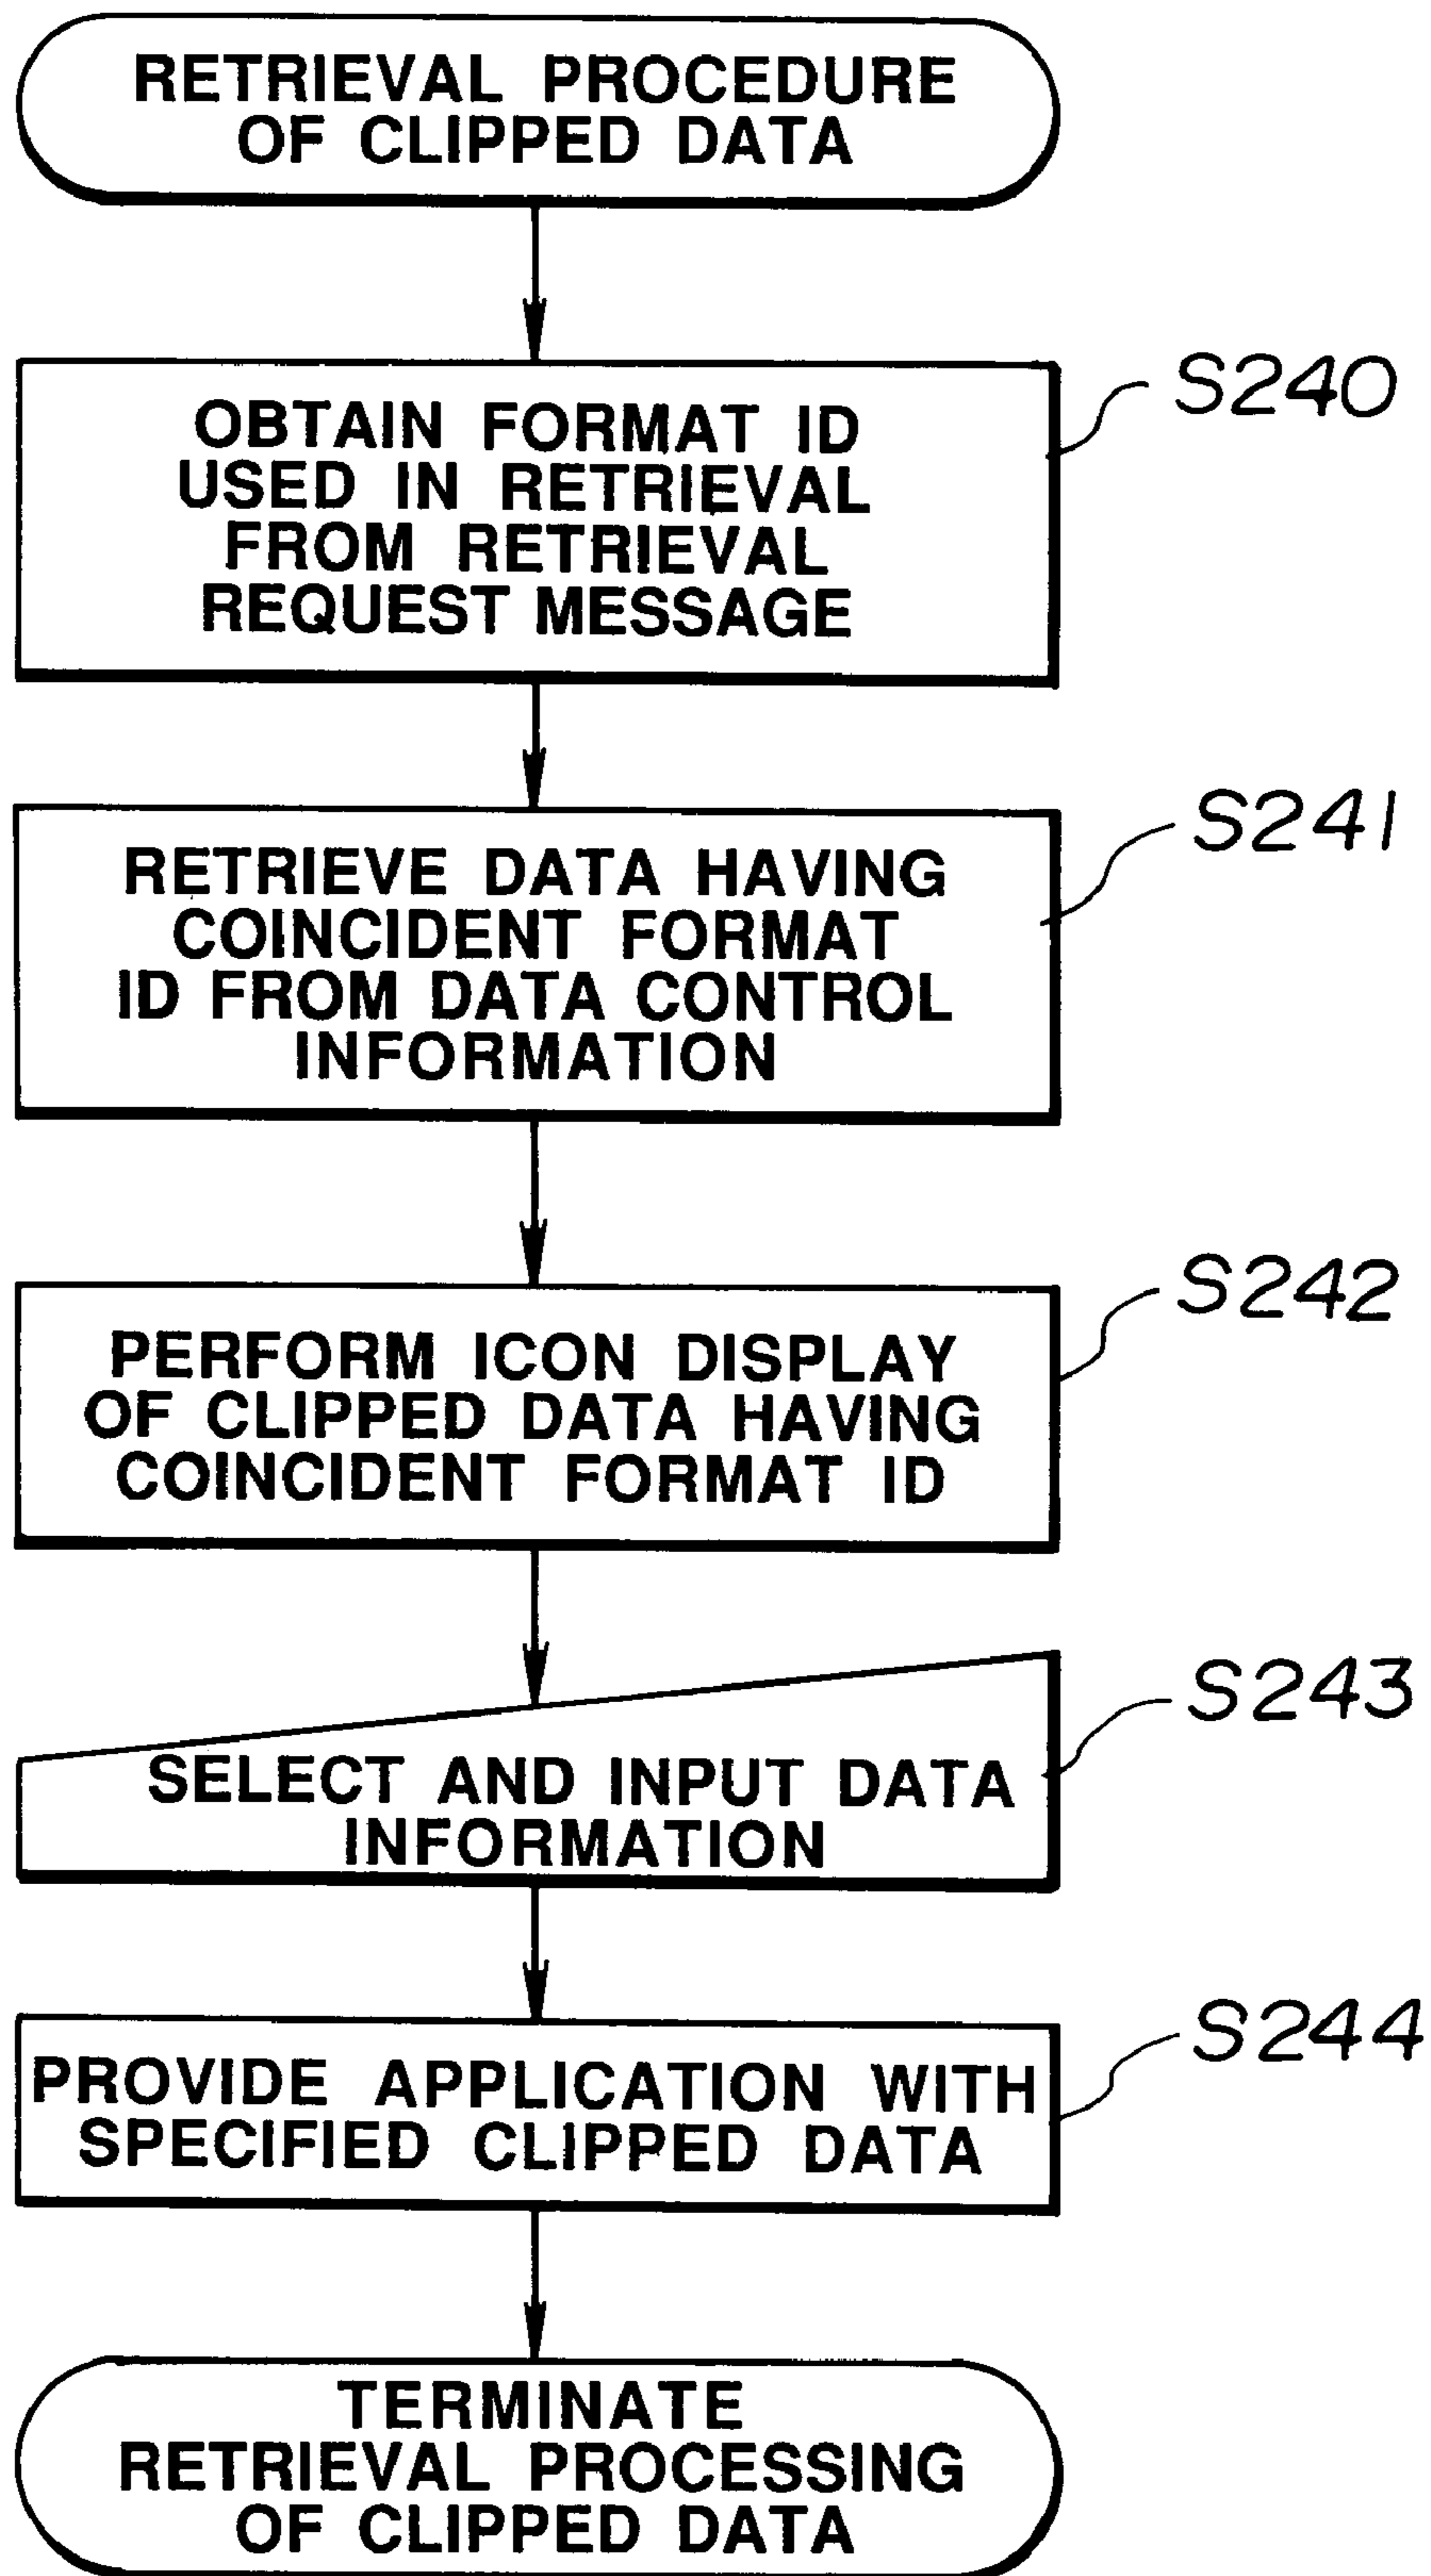 RETRIEVAL PROCEDURE
OF CLIPPED DATA
OBTAIN FORMAT ID
USED IN RETRIEVAL
FROM RETRIEVAL
REQUEST MESSAGE
S240
RETRIEVE DATA HAVING
COINCIDENT FORMAT
ID FROM DATA CONTROL
INFORMATION
S241
PERFORM ICON DISPLAY
OF CLIPPED DATA HAVING
COINCIDENT FORMAT ID
S242
SELECT AND INPUT DATA
INFORMATION
S243
PROVIDE APPLICATION WITH
SPECIFIED CLIPPED DATA
S244
TERMINATE
RETRIEVAL PROCESSING
OF CLIPPED DATA